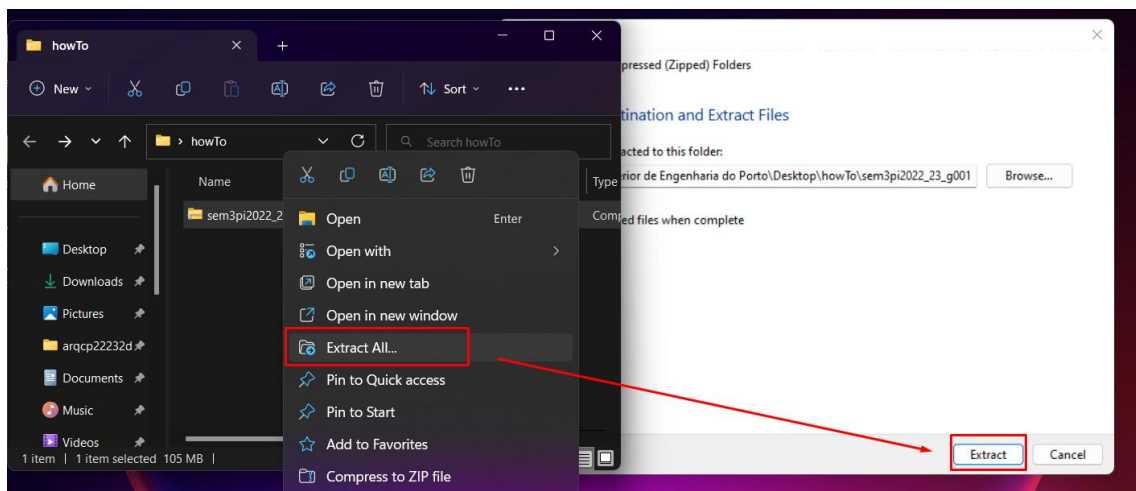 howTo
New
Sort
howTo
Search howTo
Home
Name
Type
sem3pi2022_2
Comp
Desktop
Downloads
Pictures
arqcp22232d
Documents
Music
Videos
1 item
1 item selected 105 MB
Open
Enter
Open with
Open in new tab
Open in new window
Extract All...
Pin to Quick access
Pin to Start
Add to Favorites
Compress to ZIP file
pressed (Zipped) Folders
tination and Extract Files
acted to this folder:
rior de Engenharia do Porto\Desktop\howTo\sem3pi2022_23_g001
Browse...
ed files when complete
Extract
Cancel